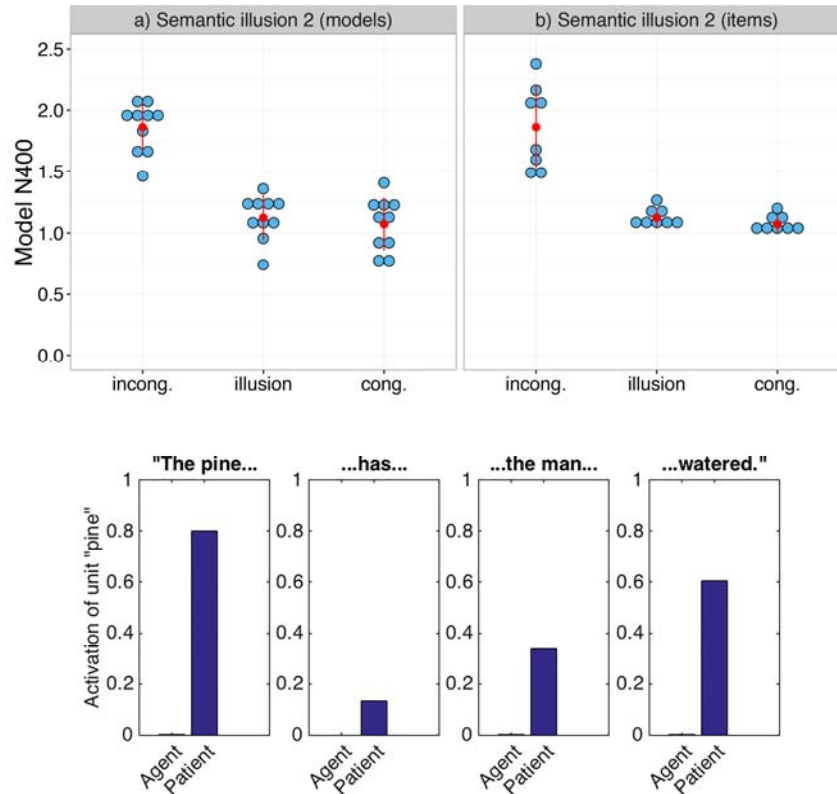 a) Semantic illusion 2 (models)
b) Semantic illusion 2 (items)
Model N400
2.5
2.0
1.5
1.0
0.5
0.0
incong.
illusion
cong.
incong.
illusion
cong.
"The pine...
...has...
...the man...
...watered."
Activation of unit "pine"
1
0.8
0.6
0.4
0.2
0
1
0.8
0.6
0.4
0.2
0
1
0.8
0.6
0.4
0.2
0
1
0.8
0.6
0.4
0.2
0
Agent
Patient
Agent
Patient
Agent
Patient
Agent
Patient